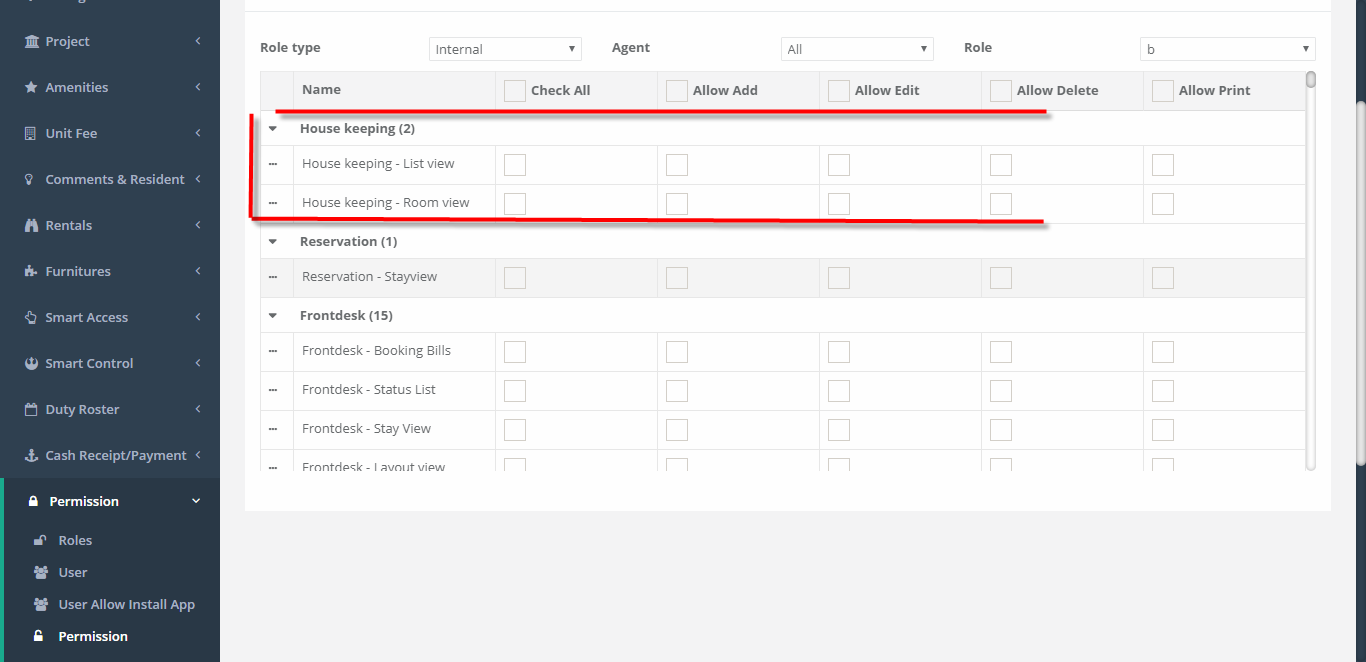 Project
Amenities
Unit Fee
Comments & Resident
Rentals
Furnitures
Smart Access
Smart Control
Duty Roster
Cash Receipt/Payment
Permission
Roles
User
User Allow Install App
Permission
Role type Internal Agent All Role b
Name Check All Allow Add Allow Edit Allow Delete Allow Print
House keeping (2)
House keeping - List view
House keeping - Room view
Reservation (1)
Reservation - Stayview
Frontdesk (15)
Frontdesk - Booking Bills
Frontdesk - Status List
Frontdesk - Stay View
Frontdesk - Layout view